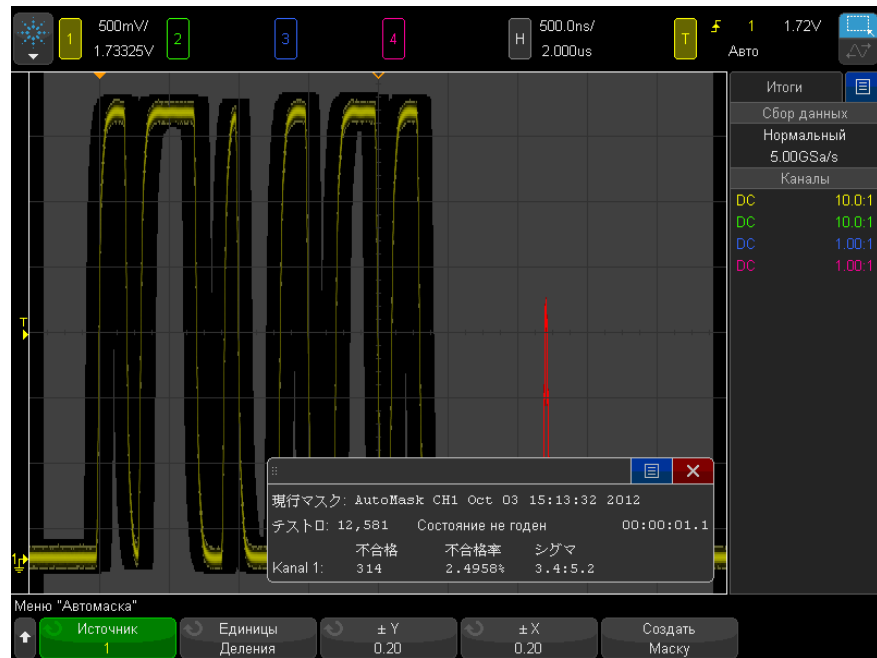 1 500mV/ 1.73325V 2 3 4 H 500.0ns/ 2.000us T 1 1.72V Авто
Итоги
Сбор данных
Нормальный
5.00GSa/s
Каналы
DC 10.0:1
DC 10.0:1
DC 1.00:1
DC 1.00:1
T
1
現行マスク: AutoMask CH1 Oct 03 15:13:32 2012
テストロ: 12,581 Состояние не годен 00:00:01.1
不合格 不合格率 シグマ
Kanal 1: 314 2.4958% 3.4:5.2
Меню "Автомаска"
Источник 1 Единицы Деления ± Y 0.20 ± X 0.20 Создать Маску